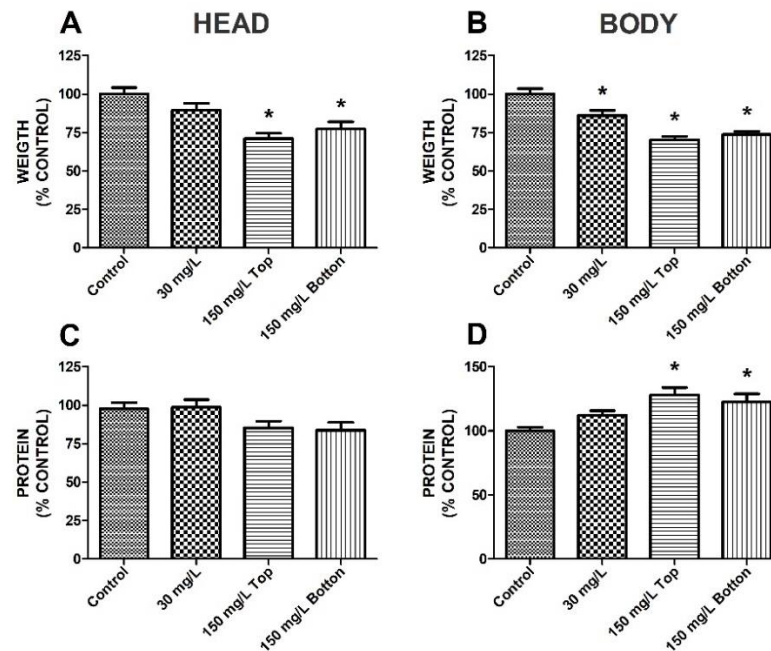 A HEAD
WEIGTH
(% CONTROL)
125
100
75
50
25
0
*
*
Control
30 mg/L
150 mg/L Top
150 mg/L Botton
B BODY
WEIGTH
(% CONTROL)
125
100
75
50
25
0
*
*
*
Control
30 mg/L
150 mg/L Top
150 mg/L Botton
C
PROTEIN
(% CONTROL)
125
100
75
50
25
0
Control
30 mg/L
150 mg/L Top
150 mg/L Botton
D
PROTEIN
(% CONTROL)
150
100
50
0
*
*
Control
30 mg/L
150 mg/L Top
150 mg/L Botton